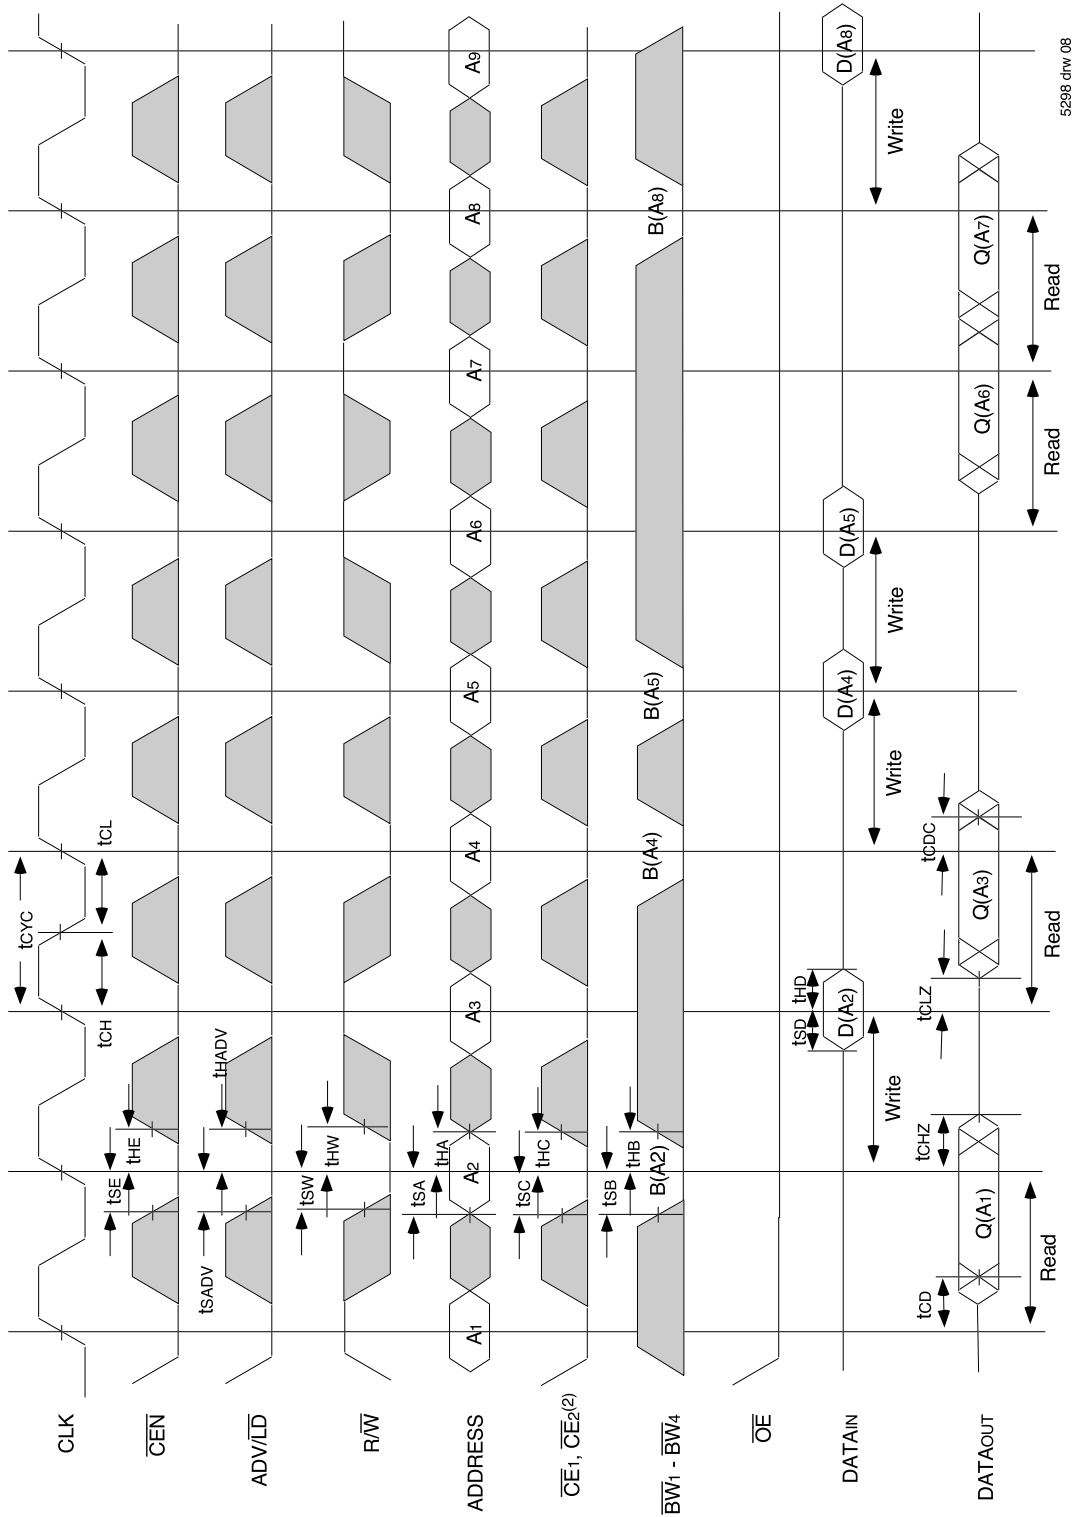 tCYC
CLK
tCH tCL
tSE tHE
CEN
tHADV
tSADV
ADV/LD
tSW tHW
R/W
tSA tHA
ADDRESS A1 A2 A3 A4 A5 A6 A7 A8 A9
tSC tHC
CE1, CE2(2)
tSB tHB
BW1 - BW4 B(A2) B(A4) B(A5) B(A8)
OE
tSD tHD
DATAIN D(A2) D(A4) D(A5) D(A8)
Write Write Write Write
tCD tCHZ tCLZ tCDC
DATAOUT Q(A1) Q(A3) Q(A6) Q(A7)
Read Read Read Read
5298 drw 08